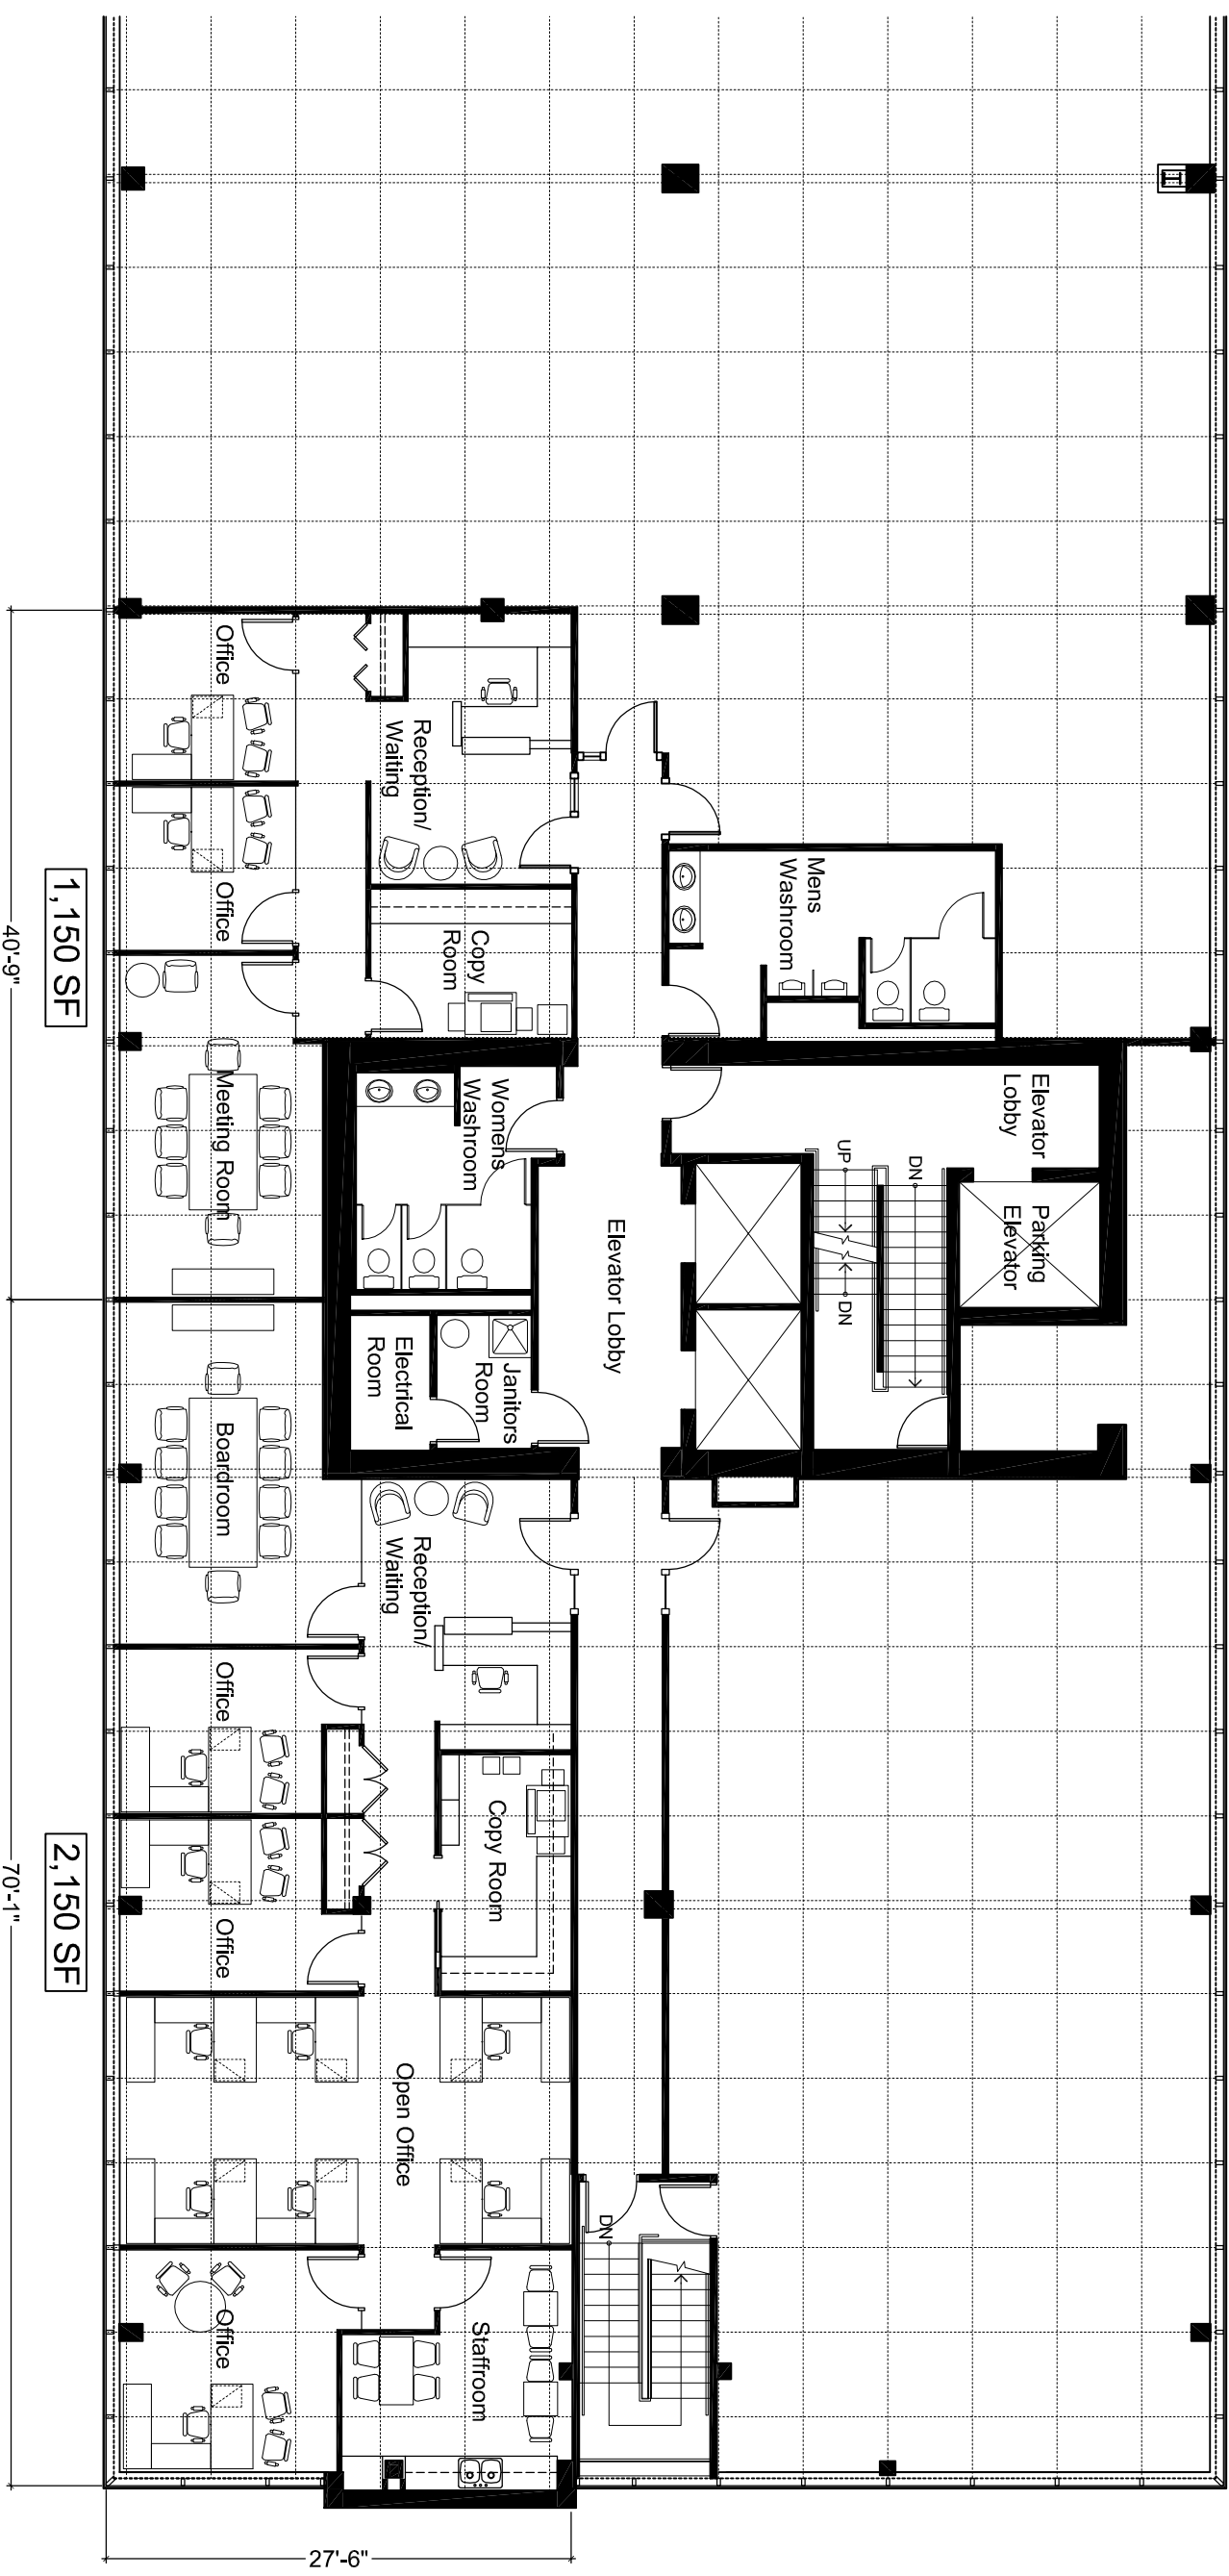 Elevator
Lobby
Parking
Elevator
Mens
Washroom
UP
DN
DN
Elevator Lobby
DN
Womens
Washroom
Janitors
Room
Electrical
Room
Reception/
Waiting
Copy
Room
Reception/
Waiting
Copy Room
Open Office
Staffroom
Office
Office
Meeting Room
Boardroom
Office
Office
Office
1,150 SF
2,150 SF
40'-9"
70'-1"
27'-6"